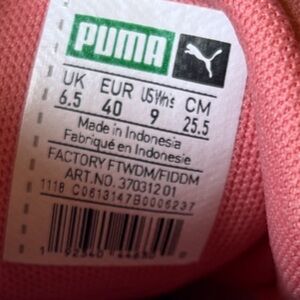 PUMA
UK EUR US Wn's CM
6.5 40 9 25.5
Made in Indonesia
Fabriqué en Indonesie
FACTORY FTWDM/FIDDM
ART.NO. 370312 01
1118 C0613147B0006237